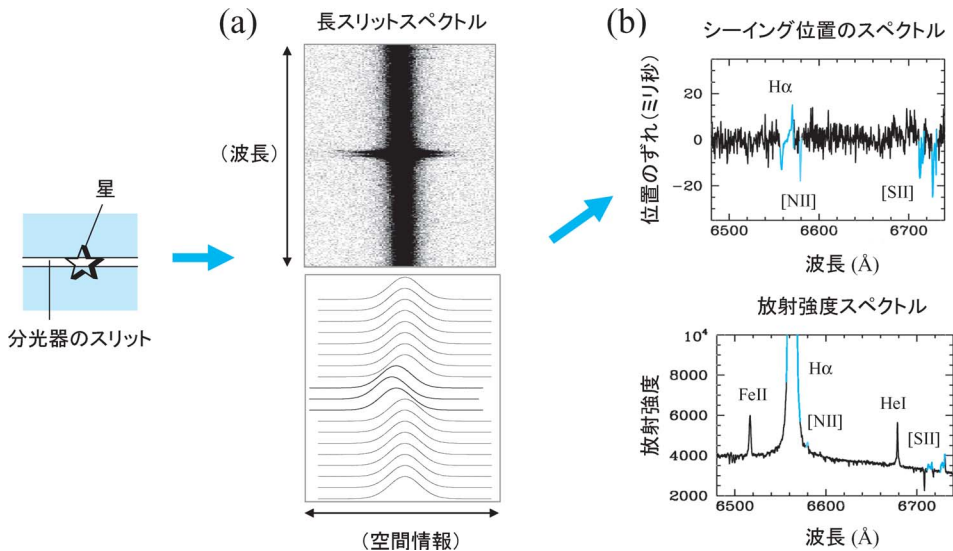 (a)
長スリットスペクトル
(波長)
星
分光器のスリット
(空間情報)
(b)
シーイング位置のスペクトル
位置のずれ(ミリ秒)
20
0
−20
Hα
[NII]
[SII]
6500
6600
6700
波長 (Å)
放射強度スペクトル
放射強度
10⁴
8000
6000
4000
2000
FeII
Hα
[NII]
HeI
[SII]
6500
6600
6700
波長 (Å)